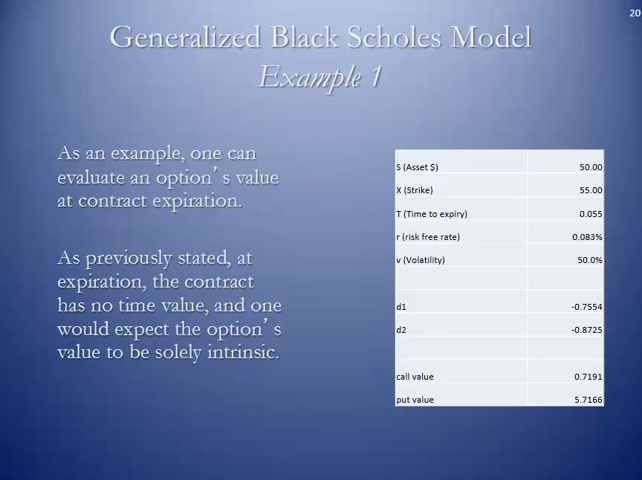 20
Generalized Black Scholes Model
Example 1
As an example, one can
evaluate an option’s value
at contract expiration.
As previously stated, at
expiration, the contract
has no time value, and one
would expect the option’s
value to be solely intrinsic.
S (Asset $) 50.00
X (Strike) 55.00
T (Time to expiry) 0.055
r (risk free rate) 0.083%
v (Volatility) 50.0%
d1 -0.7554
d2 -0.8725
call value 0.7191
put value 5.7166